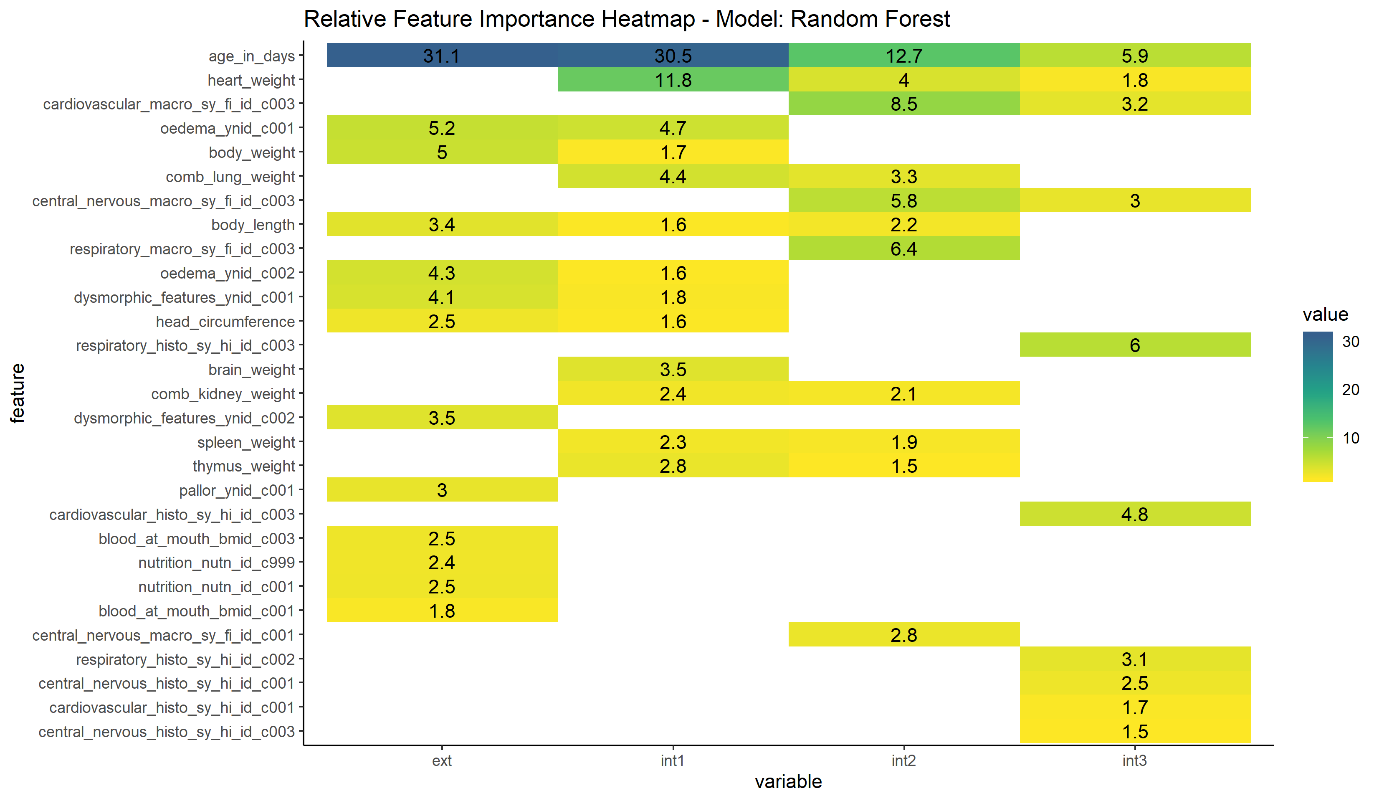 Relative Feature Importance Heatmap - Model: Random Forest
age_in_days 31.1 30.5 12.7 5.9
heart_weight 11.8 4 1.8
cardiovascular_macro_sy_fi_id_c003 8.5 3.2
oedema_ynid_c001 5.2 4.7
body_weight 5 1.7
comb_lung_weight 4.4 3.3
central_nervous_macro_sy_fi_id_c003 5.8 3
body_length 3.4 1.6 2.2
respiratory_macro_sy_fi_id_c003 6.4
oedema_ynid_c002 4.3 1.6
dysmorphic_features_ynid_c001 4.1 1.8
head_circumference 2.5 1.6
respiratory_histo_sy_hi_id_c003 6
brain_weight 3.5
comb_kidney_weight 2.4 2.1
dysmorphic_features_ynid_c002 3.5
spleen_weight 2.3 1.9
thymus_weight 2.8 1.5
pallor_ynid_c001 3
cardiovascular_histo_sy_hi_id_c003 4.8
blood_at_mouth_bmid_c003 2.5
nutrition_nutn_id_c999 2.4
nutrition_nutn_id_c001 2.5
blood_at_mouth_bmid_c001 1.8
central_nervous_macro_sy_fi_id_c001 2.8
respiratory_histo_sy_hi_id_c002 3.1
central_nervous_histo_sy_hi_id_c001 2.5
cardiovascular_histo_sy_hi_id_c001 1.7
central_nervous_histo_sy_hi_id_c003 1.5
ext int1 int2 int3
variable
feature
value
30
20
10